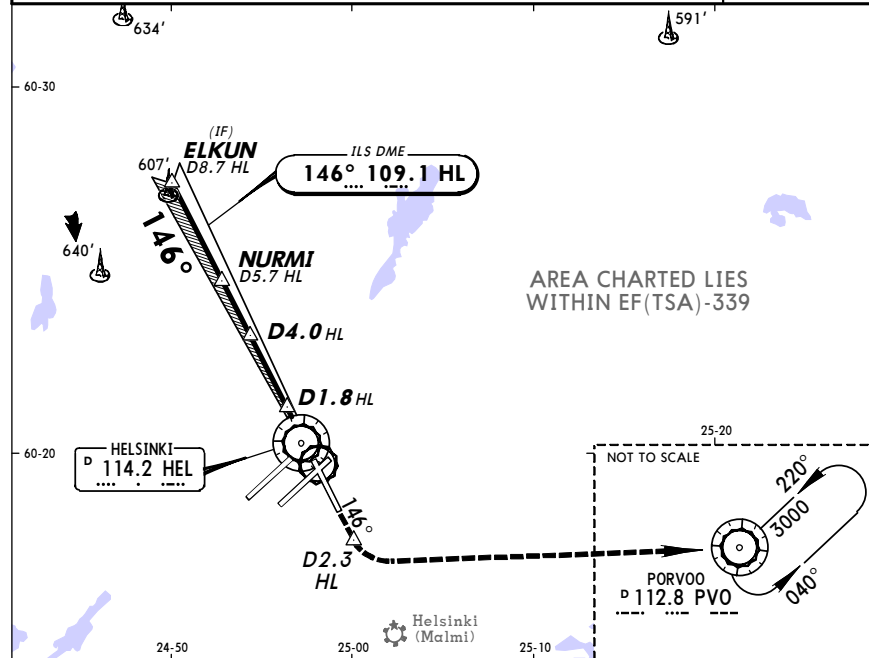 634'
591'
60-30
(IF)
ELKUN
D8.7 HL
607'
ILS DME
146° 109.1 HL
146°
640'
NURMI
D5.7 HL
AREA CHARTED LIES
WITHIN EF(TSA)-339
D4.0 HL
D1.8 HL
HELSINKI
D 114.2 HEL
60-20
25-20
NOT TO SCALE
220°
3000
040°
146°
D2.3
HL
PORVOO
D 112.8 PVO
Helsinki
(Malmi)
24-50
25-00
25-10